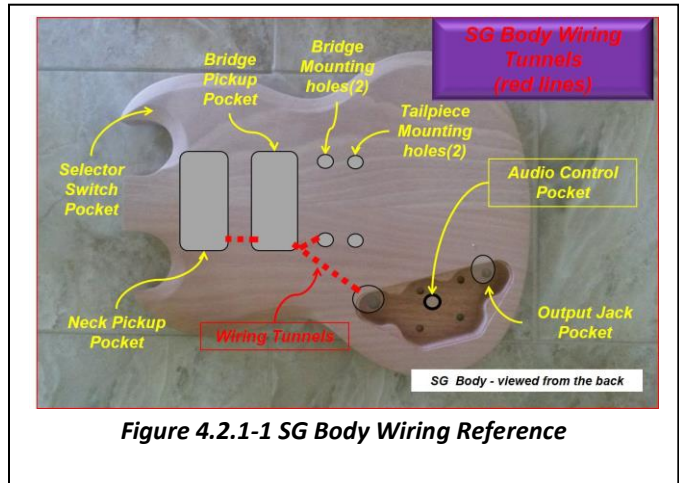 SG Body Wiring
Tunnels
(red lines)
Bridge
Mounting
holes(2)
Bridge
Pickup
Pocket
Tailpiece
Mounting
holes(2)
Selector
Switch
Pocket
Audio Control
Pocket
Neck Pickup
Pocket
Wiring Tunnels
Output Jack
Pocket
SG Body - viewed from the back
Figure 4.2.1-1 SG Body Wiring Reference